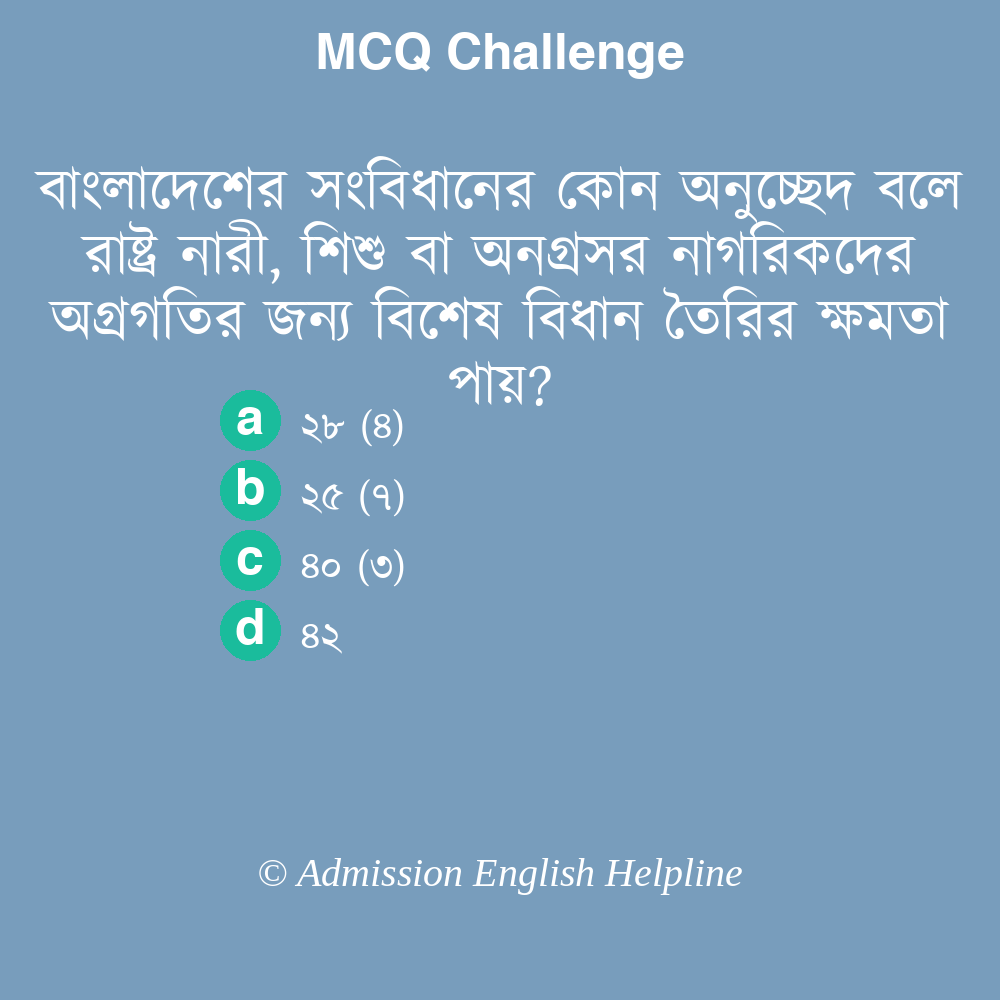 MCQ Challenge
বাংলাদেশের সংবিধানের কোন অনুচ্ছেদ বলে
রাষ্ট্র নারী, শিশু বা অনগ্রসর নাগরিকদের
অগ্রগতির জন্য বিশেষ বিধান তৈরির ক্ষমতা
পায়?
a ২৮ (৪)
b ২৫ (৭)
c ৪০ (৩)
d ৪২
© Admission English Helpline